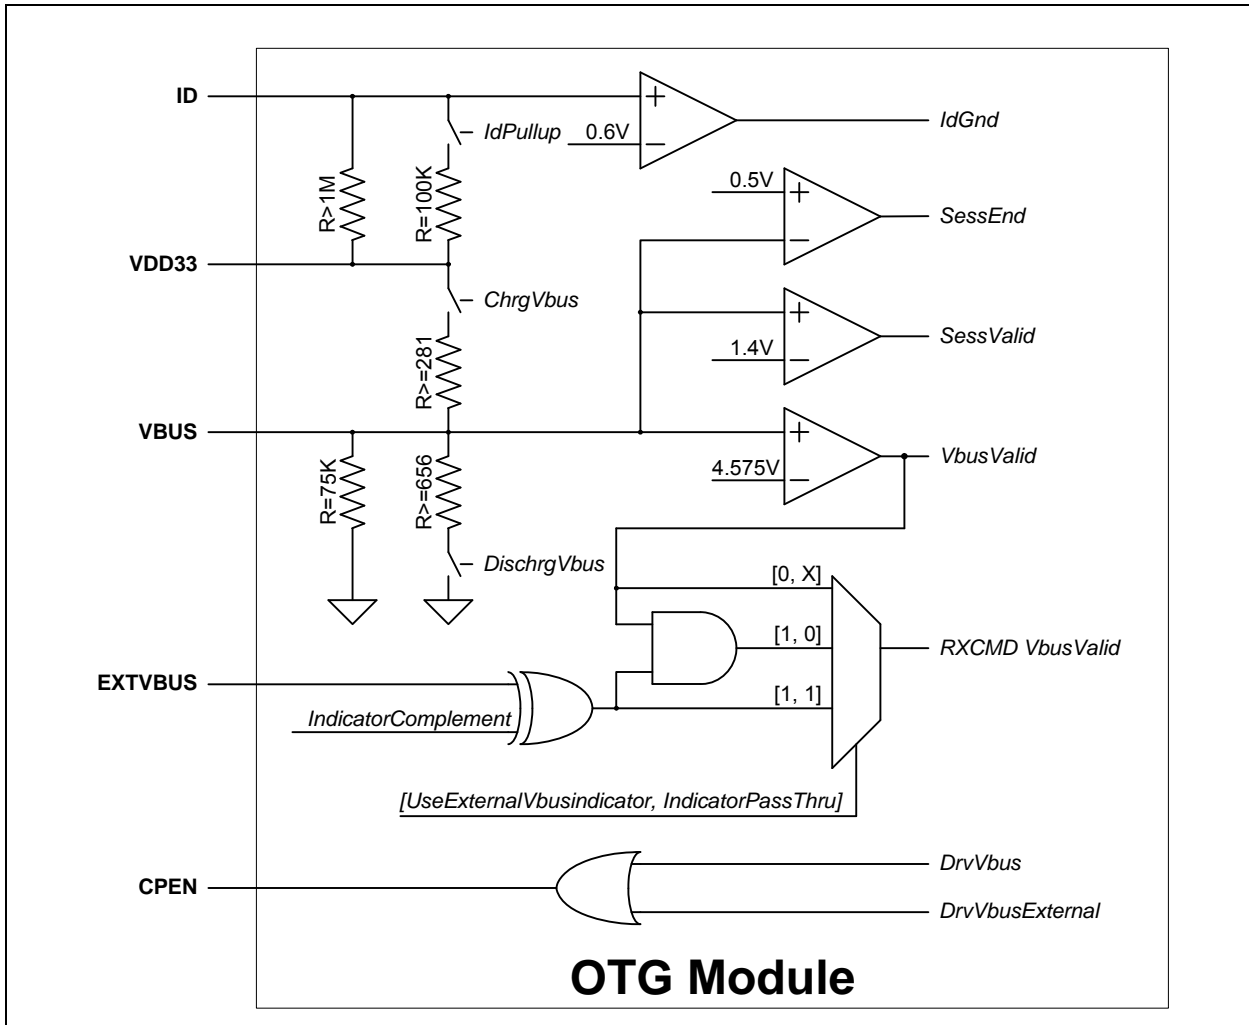 ID
IdPullup
0.6V
IdGnd
R>1M
R=100K
0.5V
SessEnd
VDD33
ChrgVbus
R>=281
1.4V
SessValid
VBUS
R=75K
R>=656
4.575V
VbusValid
DischrgVbus
[0, X]
[1, 0]
RXCMD VbusValid
EXTVBUS
[1, 1]
IndicatorComplement
[UseExternalVbusindicator, IndicatorPassThru]
DrvVbus
CPEN
DrvVbusExternal
OTG Module